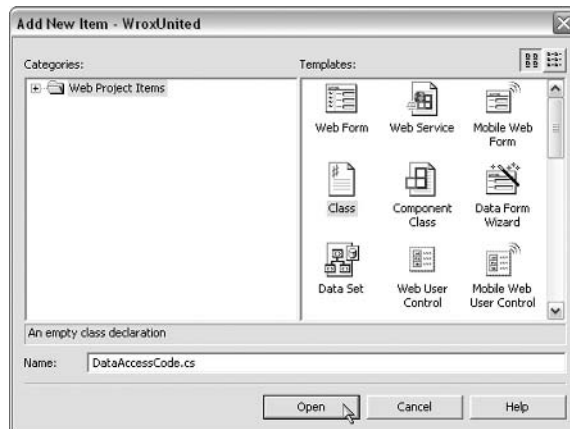 Add New Item - WroxUnited
Categories:
Templates:
Web Project Items
Web Form
Web Service
Mobile Web
Form
Class
Component
Class
Data Form
Wizard
Data Set
Web User
Control
Mobile Web
User Control
An empty class declaration
Name:
DataAccessCode.cs
Open
Cancel
Help